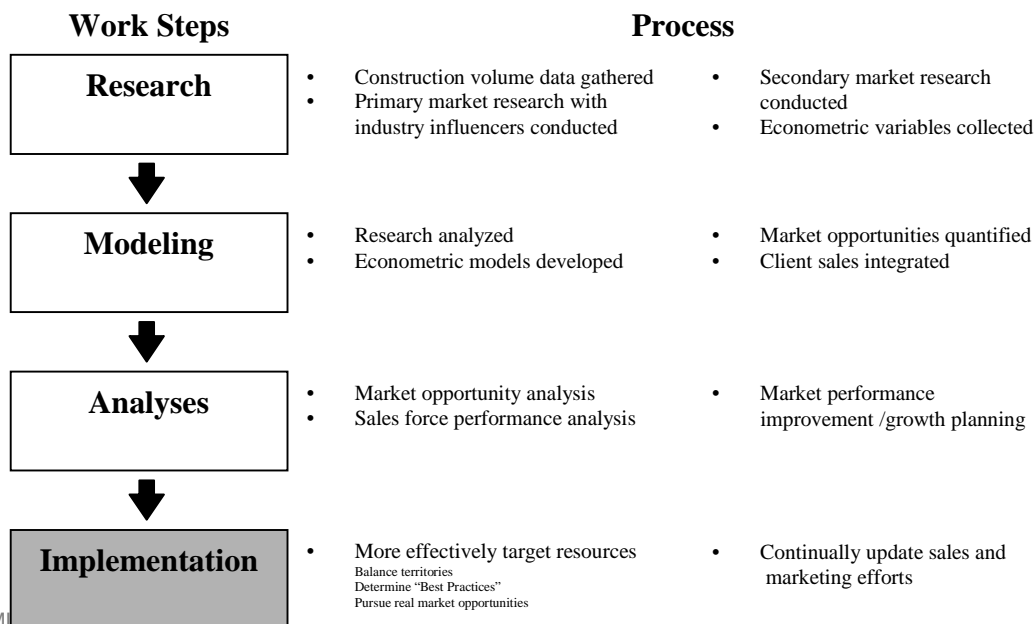 Work Steps
Process
Research
• Construction volume data gathered
• Primary market research with
industry influencers conducted
• Secondary market research
conducted
• Econometric variables collected
Modeling
• Research analyzed
• Econometric models developed
• Market opportunities quantified
• Client sales integrated
Analyses
• Market opportunity analysis
• Sales force performance analysis
• Market performance
improvement /growth planning
Implementation
• More effectively target resources
Balance territories
Determine “Best Practices”
Pursue real market opportunities
• Continually update sales and
marketing efforts